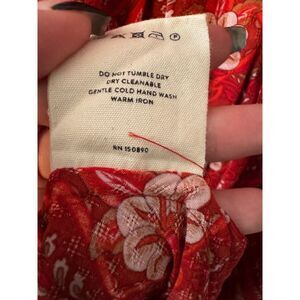 DO NOT TUMBLE DRY
DRY CLEANABLE
GENTLE COLD HAND WASH
WARM IRON
RN 150890